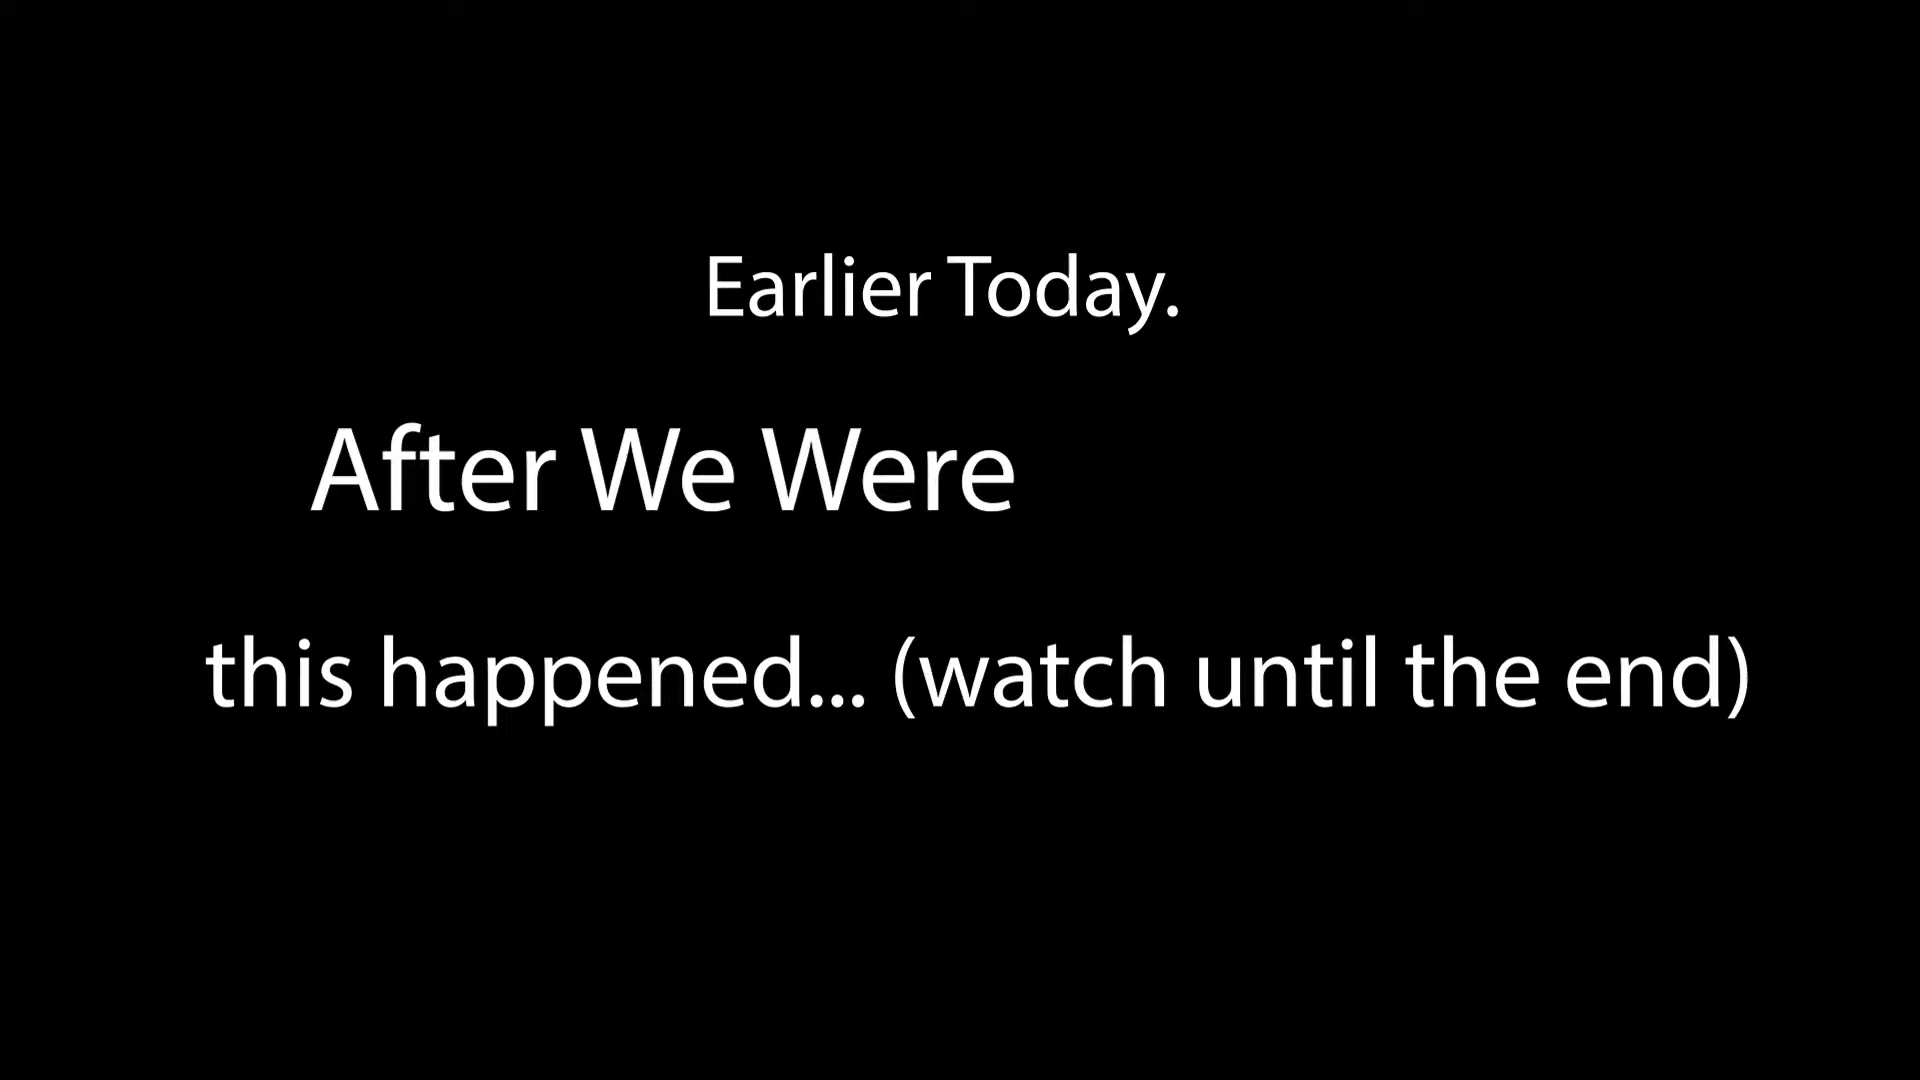 Earlier Today.
After We Were
this happened... (watch until the end)